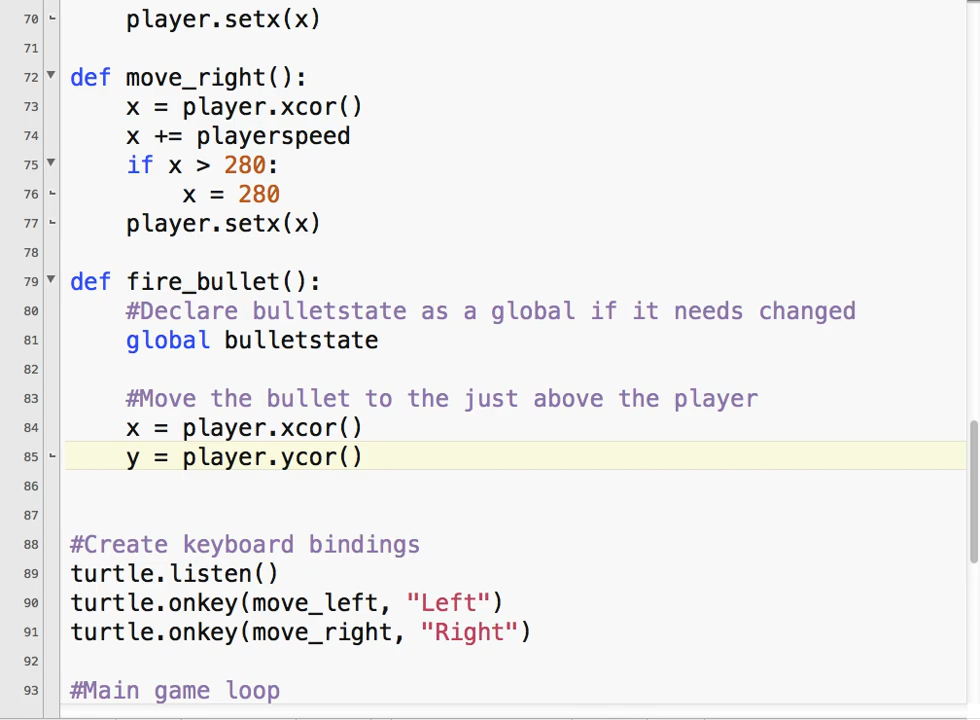 70 player.setx(x)
71
72 def move_right():
73 x = player.xcor()
74 x += playerspeed
75 if x > 280:
76 x = 280
77 player.setx(x)
78
79 def fire_bullet():
80 #Declare bulletstate as a global if it needs changed
81 global bulletstate
82
83 #Move the bullet to the just above the player
84 x = player.xcor()
85 y = player.ycor()
86
87
88 #Create keyboard bindings
89 turtle.listen()
90 turtle.onkey(move_left, "Left")
91 turtle.onkey(move_right, "Right")
92
93 #Main game loop